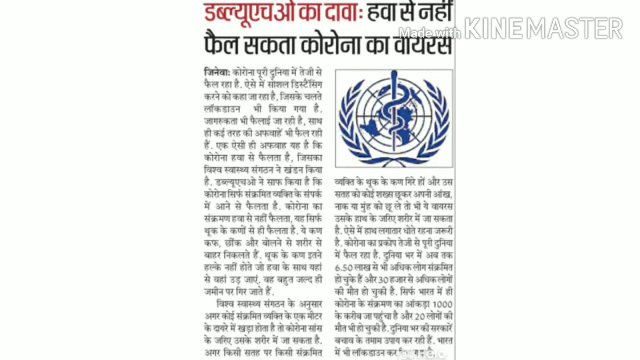 डब्ल्यूएचओ का दावा: हवा से नहीं
फैल सकता कोरोना का वायरस
Made with KINEMASTER
जिनेवा: कोरोना पूरी दुनिया में तेजी से
फैल रहा है. ऐसे में सोशल डिस्टैंसिंग
करने को कहा जा रहा है, जिसके चलते
लॉकडाउन भी किया गया है.
जागरुकता भी फैलाई जा रही है, साथ
ही कई तरह की अफवाहें भी फैल रही
हैं. एक ऐसी ही अफवाह यह है कि
कोरोना हवा से फैलता है, जिसका
विश्व स्वास्थ्य संगठन ने खंडन किया
है. डब्ल्यूएचओ ने साफ किया है कि
कोरोना सिर्फ संक्रमित व्यक्ति के संपर्क
में आने से फैलता है. कोरोना का
संक्रमण हवा से नहीं फैलता, यह सिर्फ
थूक के कणों से ही फैलता है. ये कण
कफ, छींक और बोलने से शरीर से
बाहर निकलते हैं. थूक के कण इतने
हल्के नहीं होते जो हवा के साथ यहां
से वहां उड़ जाएं. वह बहुत जल्द ही
जमीन पर गिर जाते हैं.
विश्व स्वास्थ्य संगठन के अनुसार
अगर कोई संक्रमित व्यक्ति के एक मीटर
के दायरे में खड़ा होता है तो कोरोना सांस
के जरिए उसके शरीर में जा सकता है.
अगर किसी सतह पर किसी संक्रमित
व्यक्ति के थूक के कण गिरे हों और उस
सतह को कोई शख्स छूकर अपनी आंख,
नाक या मुंह को छू ले तो भी ये वायरस
उसके हाथ के जरिए शरीर में जा सकता
है. ऐसे में हाथ लगातार धोते रहना जरूरी
है. कोरोना का प्रकोप तेजी से पूरी दुनिया
में फैल रहा है. दुनिया भर में अब तक
6.50 लाख से भी अधिक लोग संक्रमित
हो चुके हैं और 30 हजार से अधिक लोगों
की मौत हो चुकी है. सिर्फ भारत में ही
कोरोना के संक्रमण का आंकड़ा 1000
के करीब जा पहुंचा है और 20 लोगों की
मौत भी हो चुकी है. दुनिया भर की सरकारें
बचाव के तमाम उपाय कर रही हैं. भारत
में भी लॉकडाउन कर